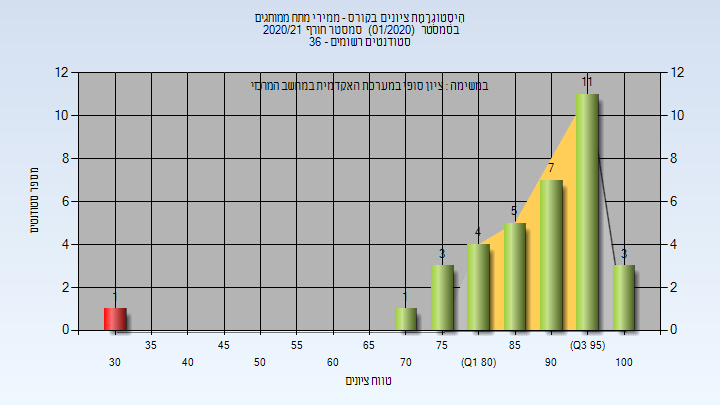 היסטוגרמת ציונים בקורס - ממירי מתח ממותגים
בסמסטר (01/2020) סמסטר חורף 2020/21
סטודנטים רשומים - 36
במשימה : ציון סופי במערכת האקדמית במחשב המרכזי
12 12
10 10
8 8
6 6
4 4
2 2
0 0
מספר סטודנטים
1 1 3 4 5 7 11 3
35 45 55 65 75 85 (Q3 95)
30 40 50 60 70 (Q1 80) 90 100
טווח ציונים